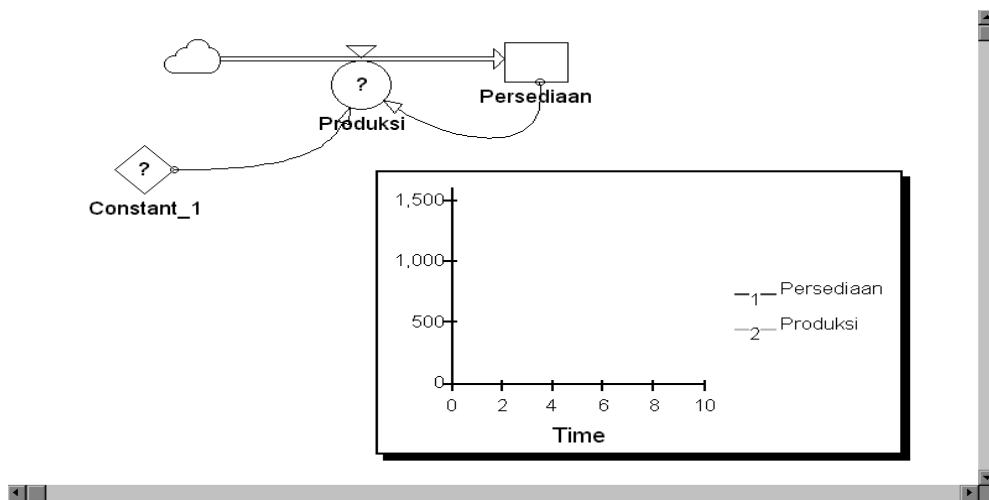 ?
Persediaan
Produksi
?
Constant_1
1,500
1,000
500
0
0 2 4 6 8 10
Time
1 Persediaan
2 Produksi